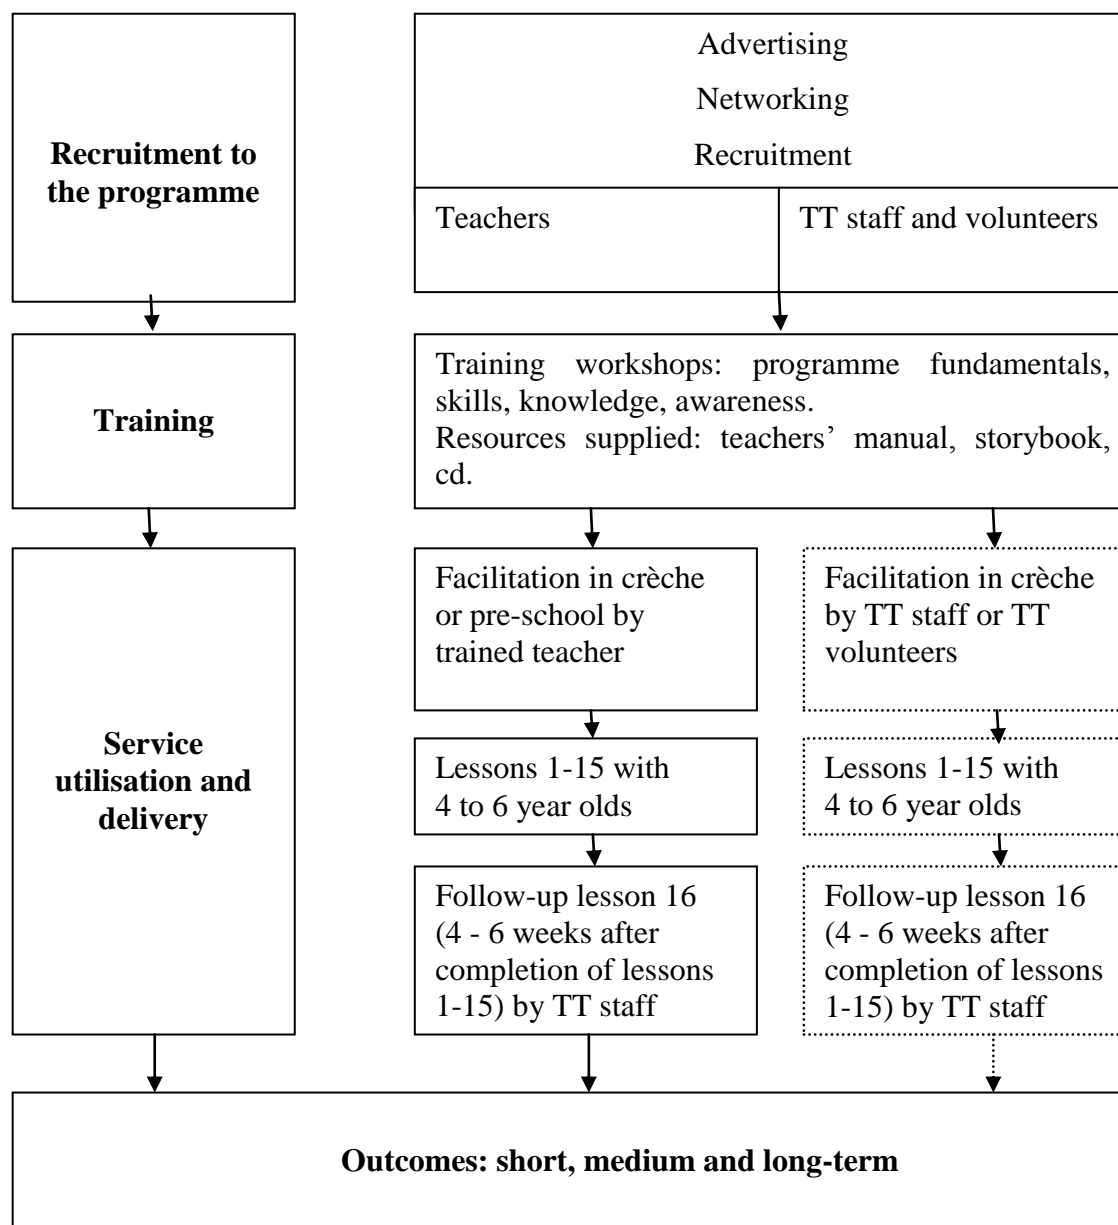 Recruitment to
the programme
Advertising
Networking
Recruitment
Teachers
TT staff and volunteers
Training
Training workshops: programme fundamentals,
skills, knowledge, awareness.
Resources supplied: teachers’ manual, storybook,
cd.
Service
utilisation and
delivery
Facilitation in crèche
or pre-school by
trained teacher
Facilitation in crèche
by TT staff or TT
volunteers
Lessons 1-15 with
4 to 6 year olds
Lessons 1-15 with
4 to 6 year olds
Follow-up lesson 16
(4 - 6 weeks after
completion of lessons
1-15) by TT staff
Follow-up lesson 16
(4 - 6 weeks after
completion of lessons
1-15) by TT staff
Outcomes: short, medium and long-term